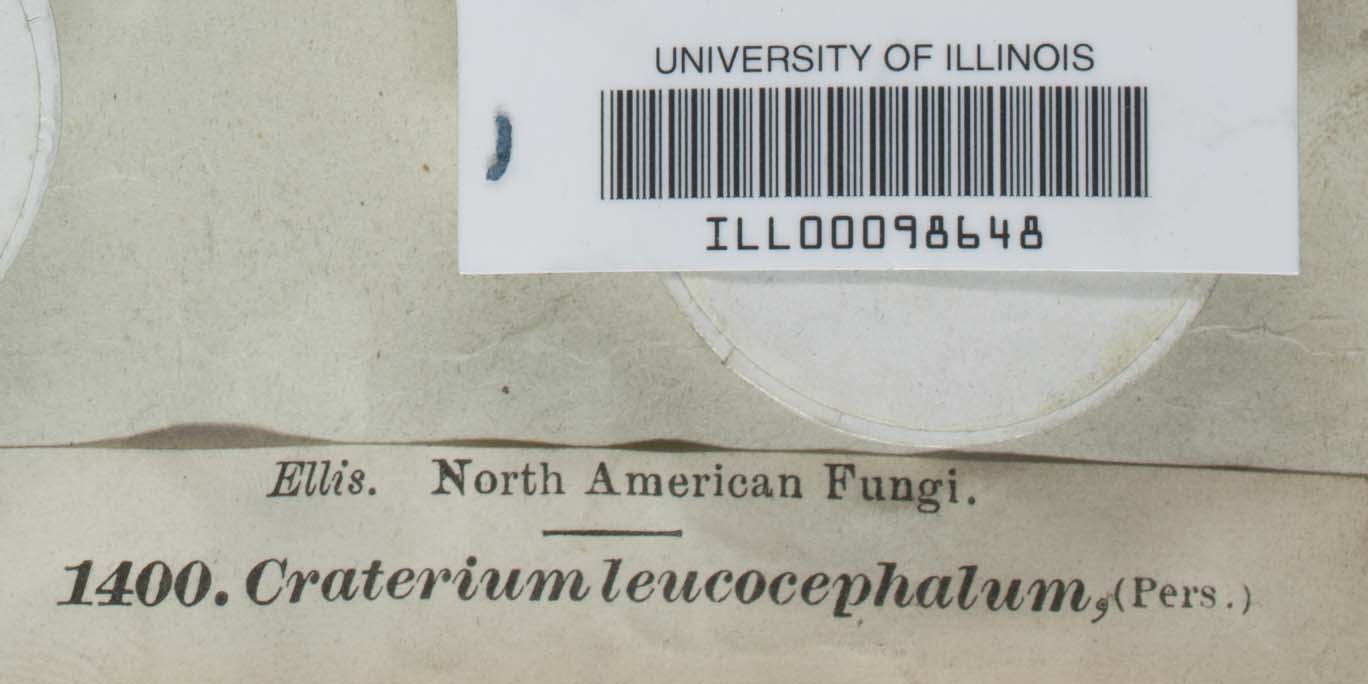 UNIVERSITY OF ILLINOIS
ILL00098648
Ellis. North American Fungi.
1400. Craterium leucocephalum, (Pers.)